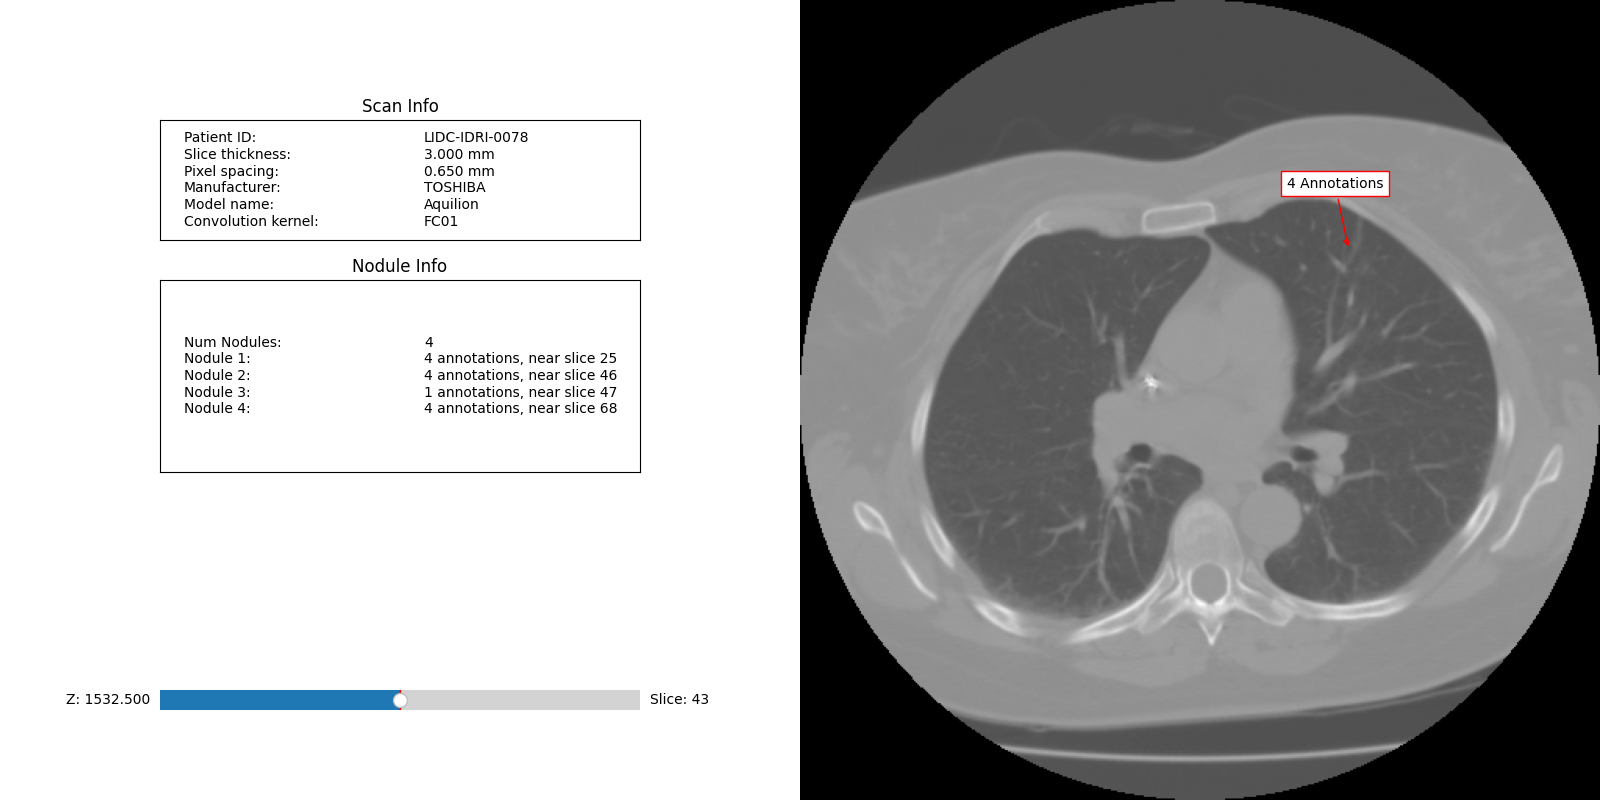 Scan Info
Patient ID: LIDC-IDRI-0078
Slice thickness: 3.000 mm
Pixel spacing: 0.650 mm
Manufacturer: TOSHIBA
Model name: Aquilion
Convolution kernel: FC01
Nodule Info
Num Nodules: 4
Nodule 1: 4 annotations, near slice 25
Nodule 2: 4 annotations, near slice 46
Nodule 3: 1 annotations, near slice 47
Nodule 4: 4 annotations, near slice 68
Z: 1532.500 Slice: 43
4 Annotations